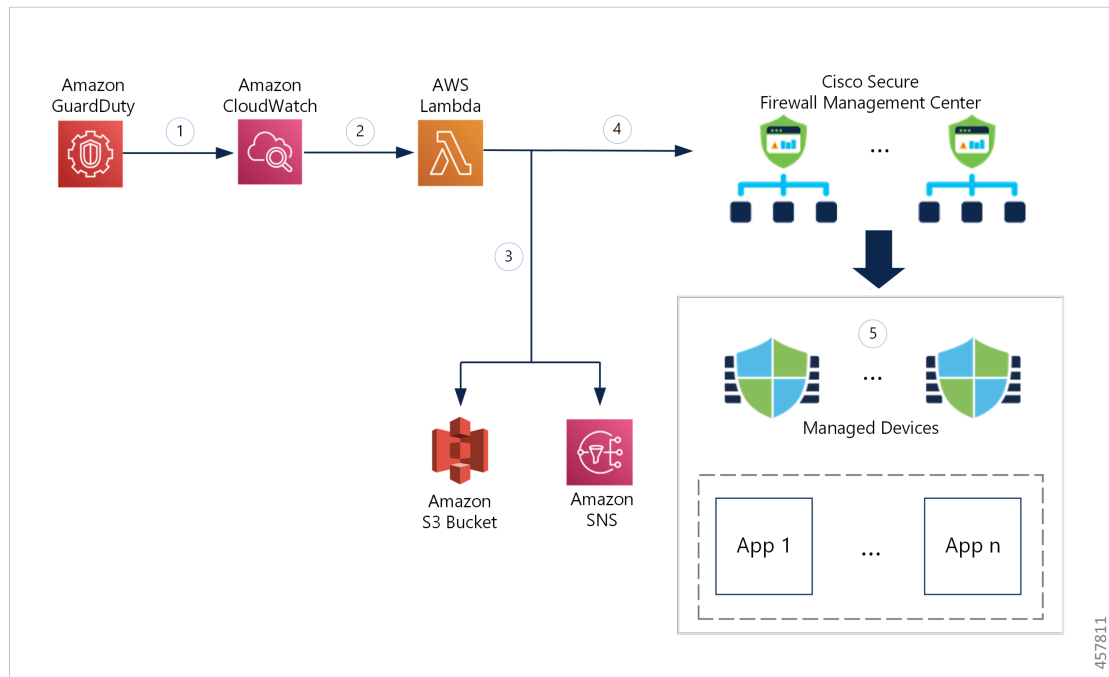 Amazon
GuardDuty
1
Amazon
CloudWatch
2
AWS
Lambda
4
Cisco Secure
Firewall Management Center
...
3
5
...
Managed Devices
Amazon
S3 Bucket
Amazon
SNS
App 1
...
App n
457811